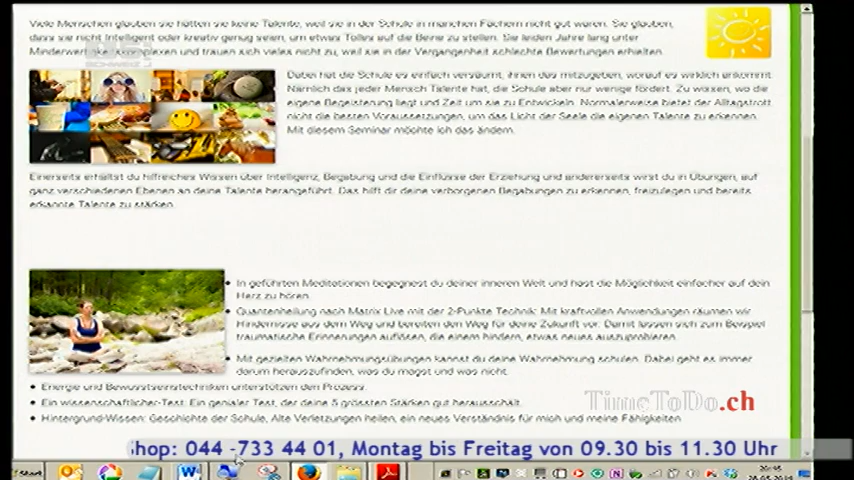 Viele Menschen glauben sie hätten sie keine Talente, weil sie in der Schule in manchen Fächern nicht gut waren. Sie glauben,
dass sie nicht Intelligent oder kreativ genug seien, um etwas Tolles auf die Beine zu stellen. Sie leiden Jahre lang unter
Minderwertigkeitskomplexen und trauen sich vieles nicht zu, weil sie in der Vergangenheit schlechte Bewertungen erhielten.
Dabei hat die Schule es einfach versäumt, ihnen das mitzugeben, worauf es wirklich ankommt
Nämlich das jeder Mensch Talente hat, die Schule aber nur wenige fördert. Zu wissen, wo die
eigene Begeisterung liegt und Zeit um sie zu Entwickeln. Normalerweise bietet der Alltagstrott
nicht die besten Voraussetzungen, um das Licht der Seele die eigenen Talente zu erkennen.
Mit diesem Seminar möchte ich das ändern.
Einerseits erhältst du hilfreiches Wissen über Intelligenz, Begabung und die Einflüsse der Erziehung und andererseits wirst du in Übungen, auf
ganz verschiedenen Ebenen an deine Talente herangeführt. Das hilft dir deine verborgenen Begabungen zu erkennen, freizulegen und bereits
erkannte Talente zu stärken.
In geführten Meditationen begegnest du deiner inneren Welt und hast die Möglichkeit einfacher auf dein
Herz zu hören.
Quantenheilung nach Matrix Live mit der 2-Punkte Technik: Mit kraftvollen Anwendungen räumen wir
Hindernisse aus dem Weg und bereiten den Weg für deine Zukunft vor. Damit lassen sich zum Beispiel
traumatische Erinnerungen auflösen, die einem hindern, etwas neues auszuprobieren.
Mit gezielten Wahrnehmungsübungen kannst du deine Wahrnehmung schulen. Dabei geht es immer
darum herauszufinden, was du magst und was nicht.
Energie und Bewusstseinstechniken unterstützen den Prozess.
Ein wissenschaftlicher-Test. Ein genialer Test, der deine 5 grössten Stärken gut herausschält.
Hintergrund-Wissen: Geschichte der Schule, Alte Verletzungen heilen, ein neues Verständnis für mich und meine Fähigkeiten
TimeToDo.ch
Shop: 044 -733 44 01, Montag bis Freitag von 09.30 bis 11.30 Uhr
Start
20:45